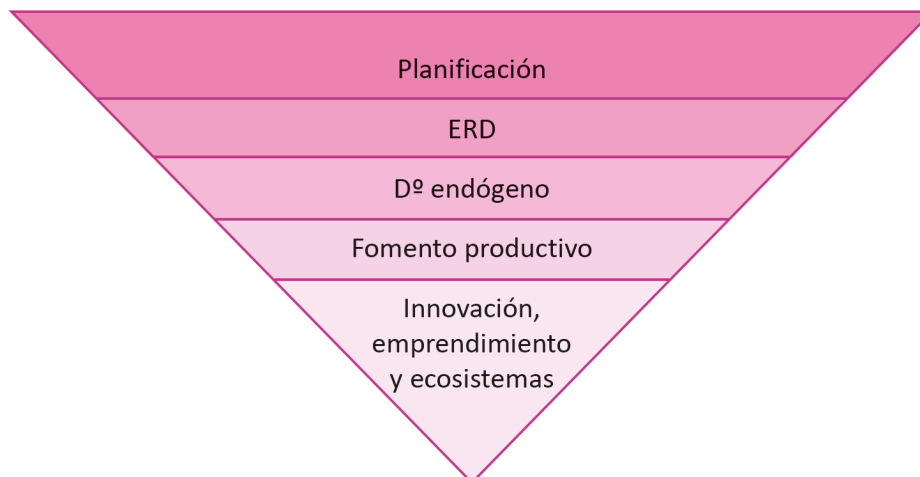 Planificación
ERD
Dº endógeno
Fomento productivo
Innovación,
emprendimiento
y ecosistemas